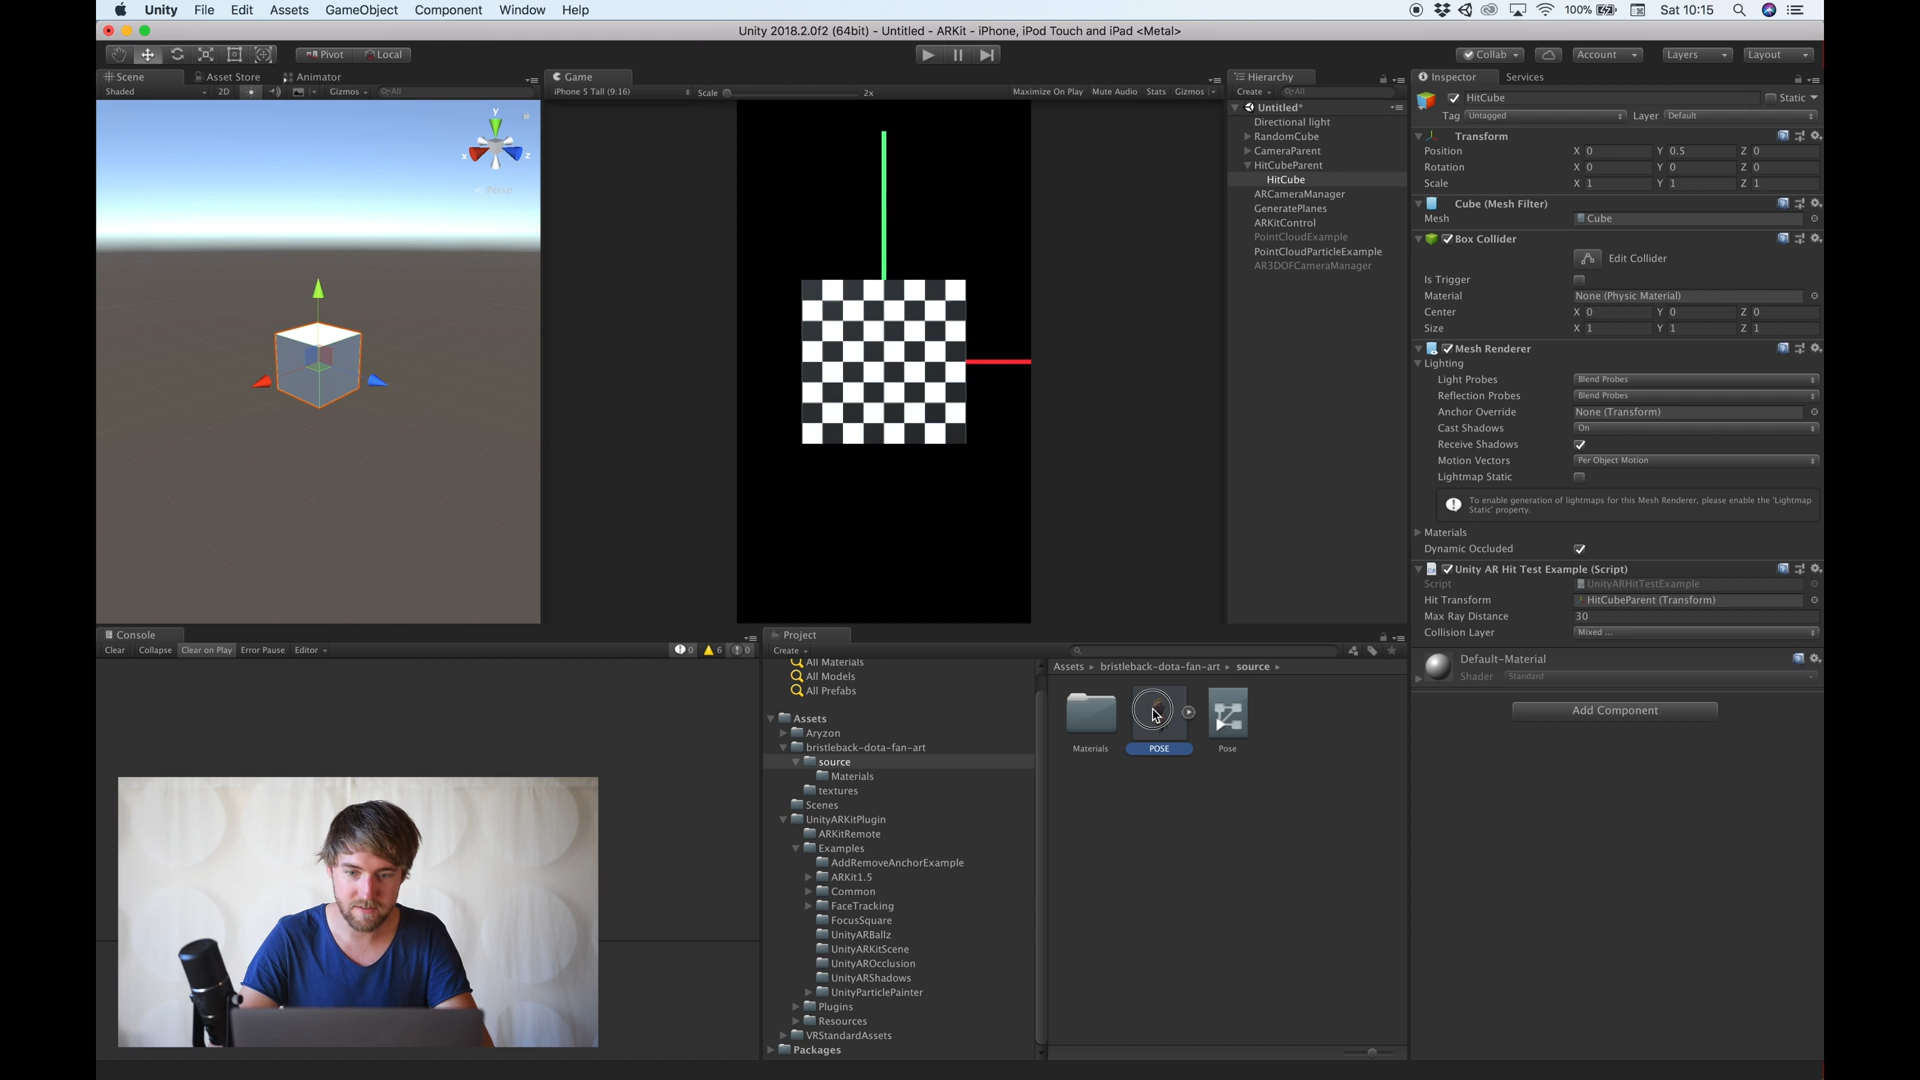 Unity File Edit Assets GameObject Component Window Help 100% Sat 10:15
Unity 2018.2.0f2 (64bit) - Untitled - ARKit - iPhone, iPod Touch and iPad <Metal>
Pivot Local Collab Account Layers Layout
Scene Asset Store Animator
Shaded 2D Gizmos All
y x z
Persp
Game
iPhone 5 Tall (9:16) Scale 2x Maximize On Play Mute Audio Stats Gizmos
Hierarchy
Create All
Untitled*
Directional light
RandomCube
CameraParent
HitCubeParent
HitCube
ARCameraManager
GeneratePlanes
ARKitControl
PointCloudExample
PointCloudParticleExample
AR3DOFCameraManager
Inspector Services
HitCube Static
Tag Untagged Layer Default
Transform
Position X 0 Y 0.5 Z 0
Rotation X 0 Y 0 Z 0
Scale X 1 Y 1 Z 1
Cube (Mesh Filter)
Mesh Cube
Box Collider
Edit Collider
Is Trigger
Material None (Physic Material)
Center X 0 Y 0 Z 0
Size X 1 Y 1 Z 1
Mesh Renderer
Lighting
Light Probes Blend Probes
Reflection Probes Blend Probes
Anchor Override None (Transform)
Cast Shadows On
Receive Shadows
Motion Vectors Per Object Motion
Lightmap Static
To enable generation of lightmaps for this Mesh Renderer, please enable the 'Lightmap
Static' property.
Materials
Dynamic Occluded
Unity AR Hit Test Example (Script)
Script UnityARHitTestExample
Hit Transform HitCubeParent (Transform)
Max Ray Distance 30
Collision Layer Mixed ...
Default-Material
Shader Standard
Add Component
Console
Clear Collapse Clear on Play Error Pause Editor 0 6 0
Project
Create
All Materials
All Models
All Prefabs
Assets
Aryzon
bristleback-dota-fan-art
source
Materials
textures
Scenes
UnityARKitPlugin
ARKitRemote
Examples
AddRemoveAnchorExample
ARKit1.5
Common
FaceTracking
FocusSquare
UnityARBallz
UnityARKitScene
UnityAROcclusion
UnityARShadows
UnityParticlePainter
Plugins
Resources
VRStandardAssets
Packages
Assets bristleback-dota-fan-art source
Materials POSE Pose